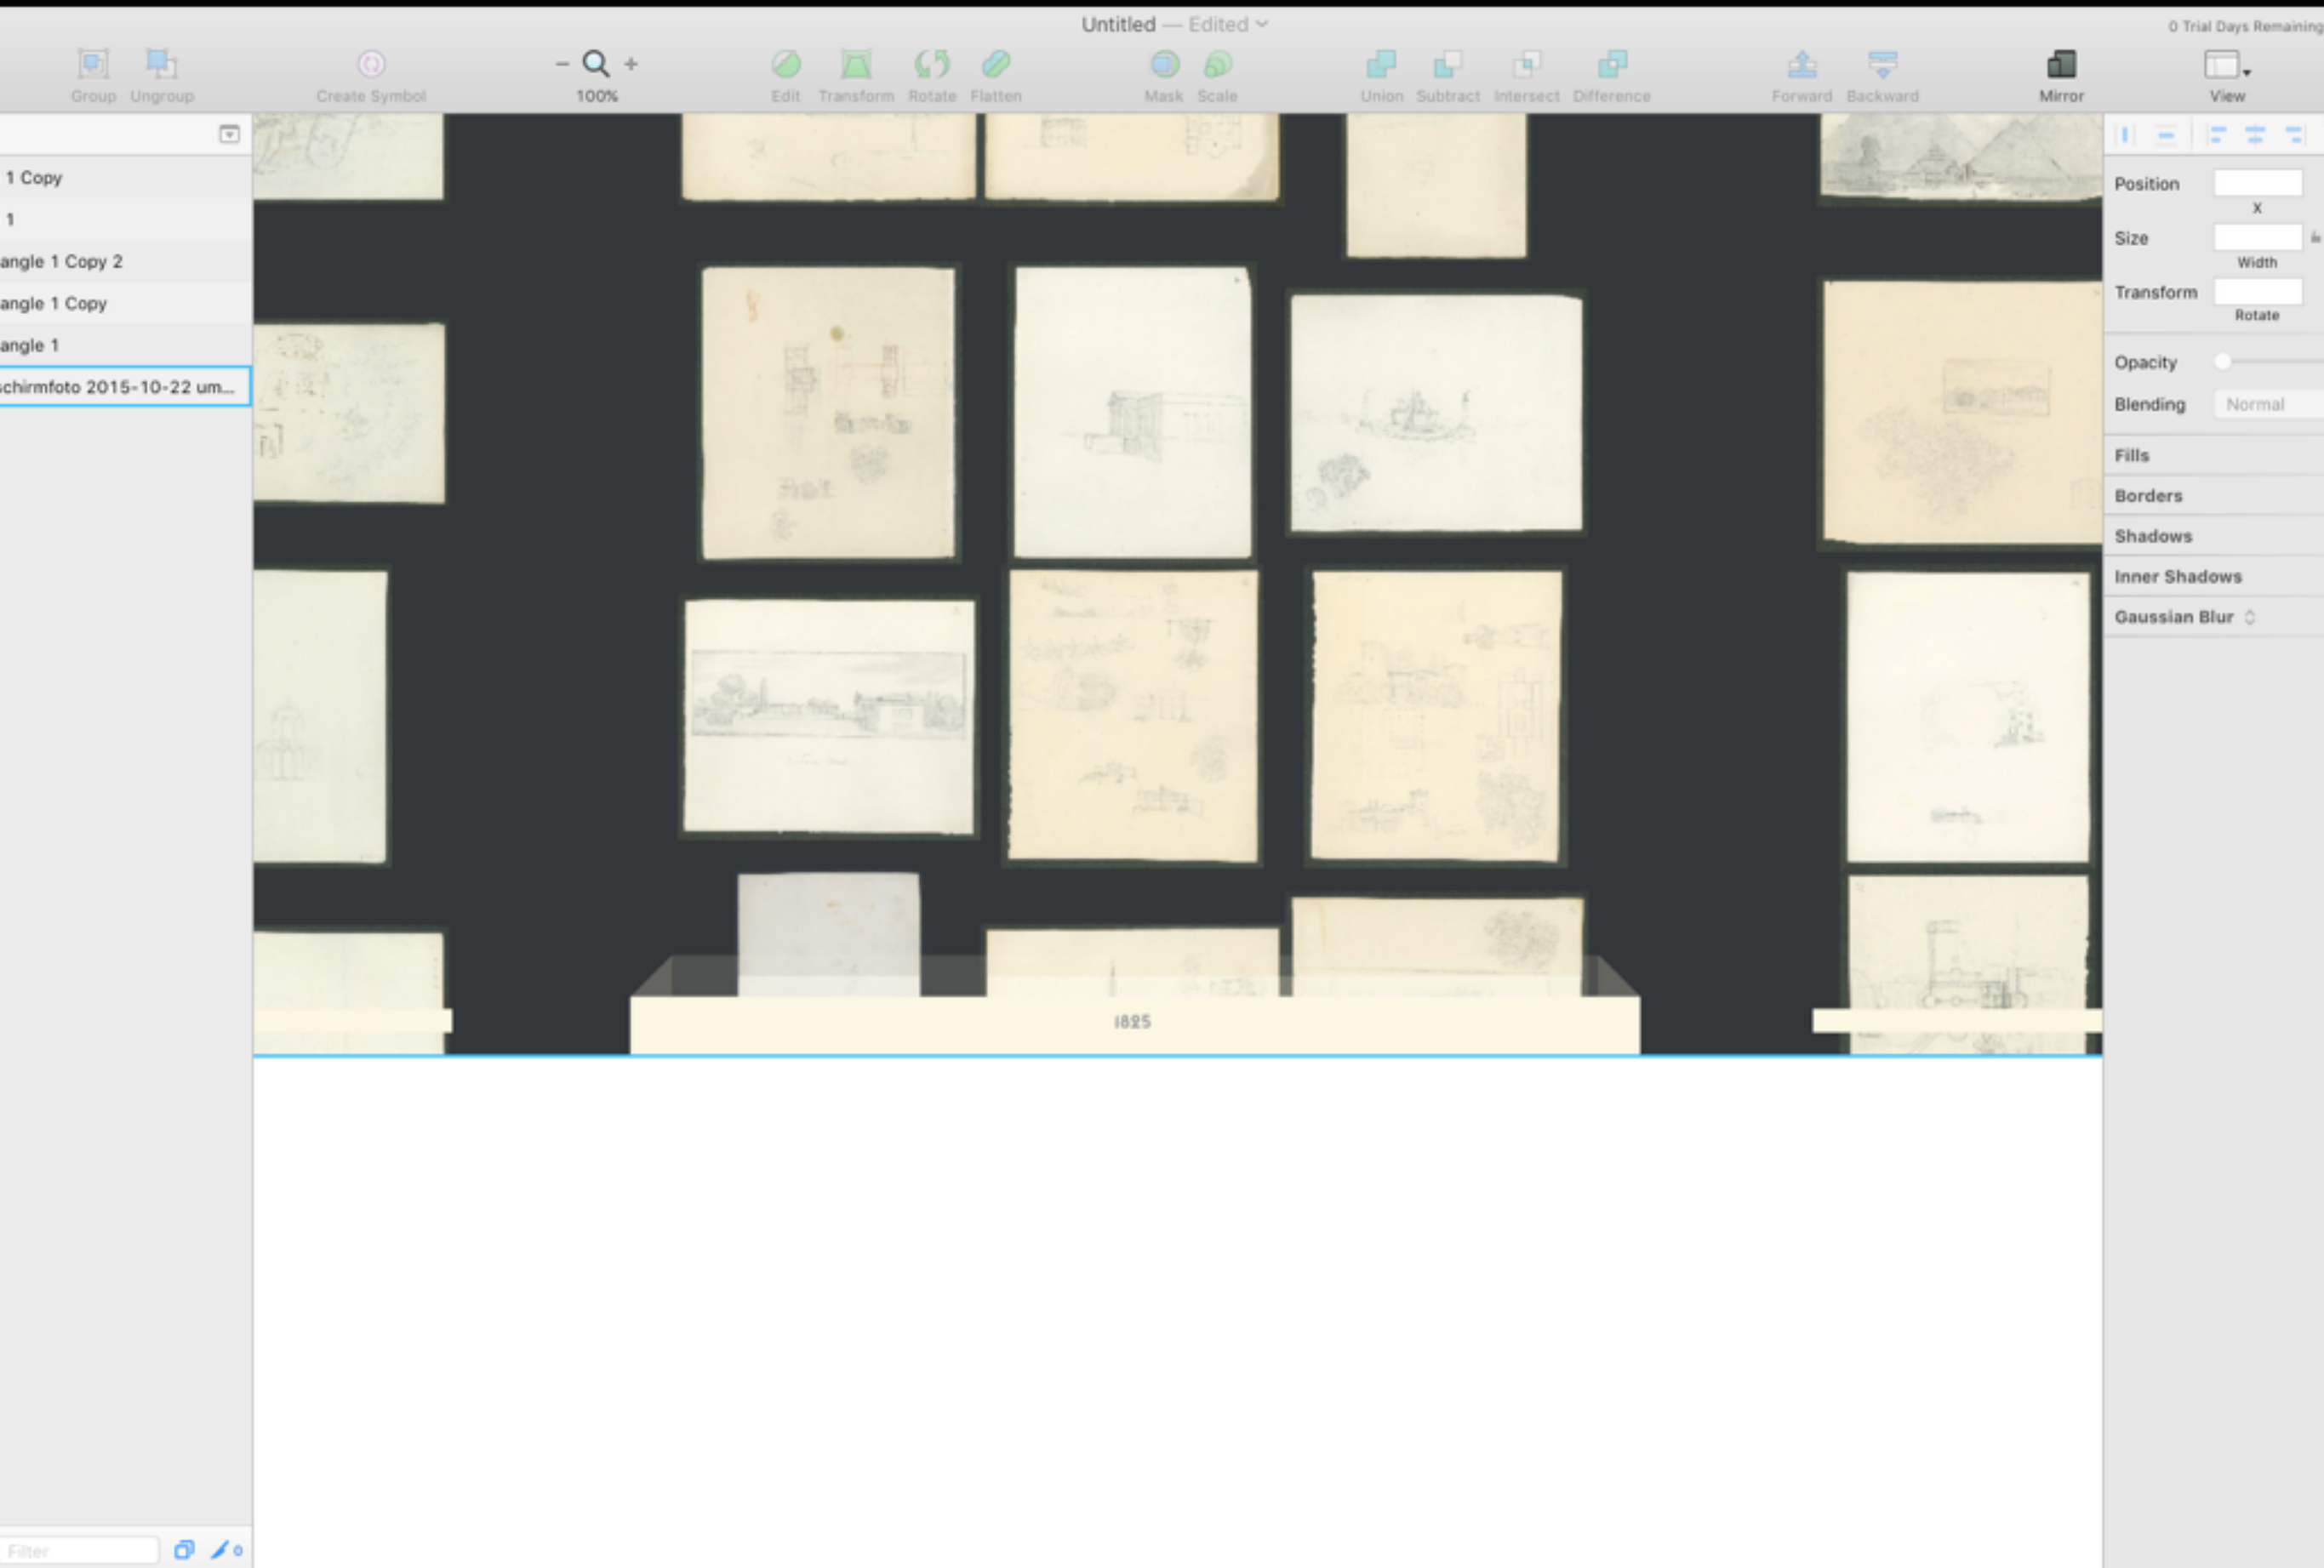 Untitled — Edited
0 Trial Days Remaining
Group Ungroup Create Symbol 100% Edit Transform Rotate Flatten Mask Scale Union Subtract Intersect Difference Forward Backward Mirror View
1 Copy
1
angle 1 Copy 2
angle 1 Copy
angle 1
schirmfoto 2015-10-22 um...
Filter
0
1825
Position
X
Size
Width
Transform
Rotate
Opacity
Blending Normal
Fills
Borders
Shadows
Inner Shadows
Gaussian Blur